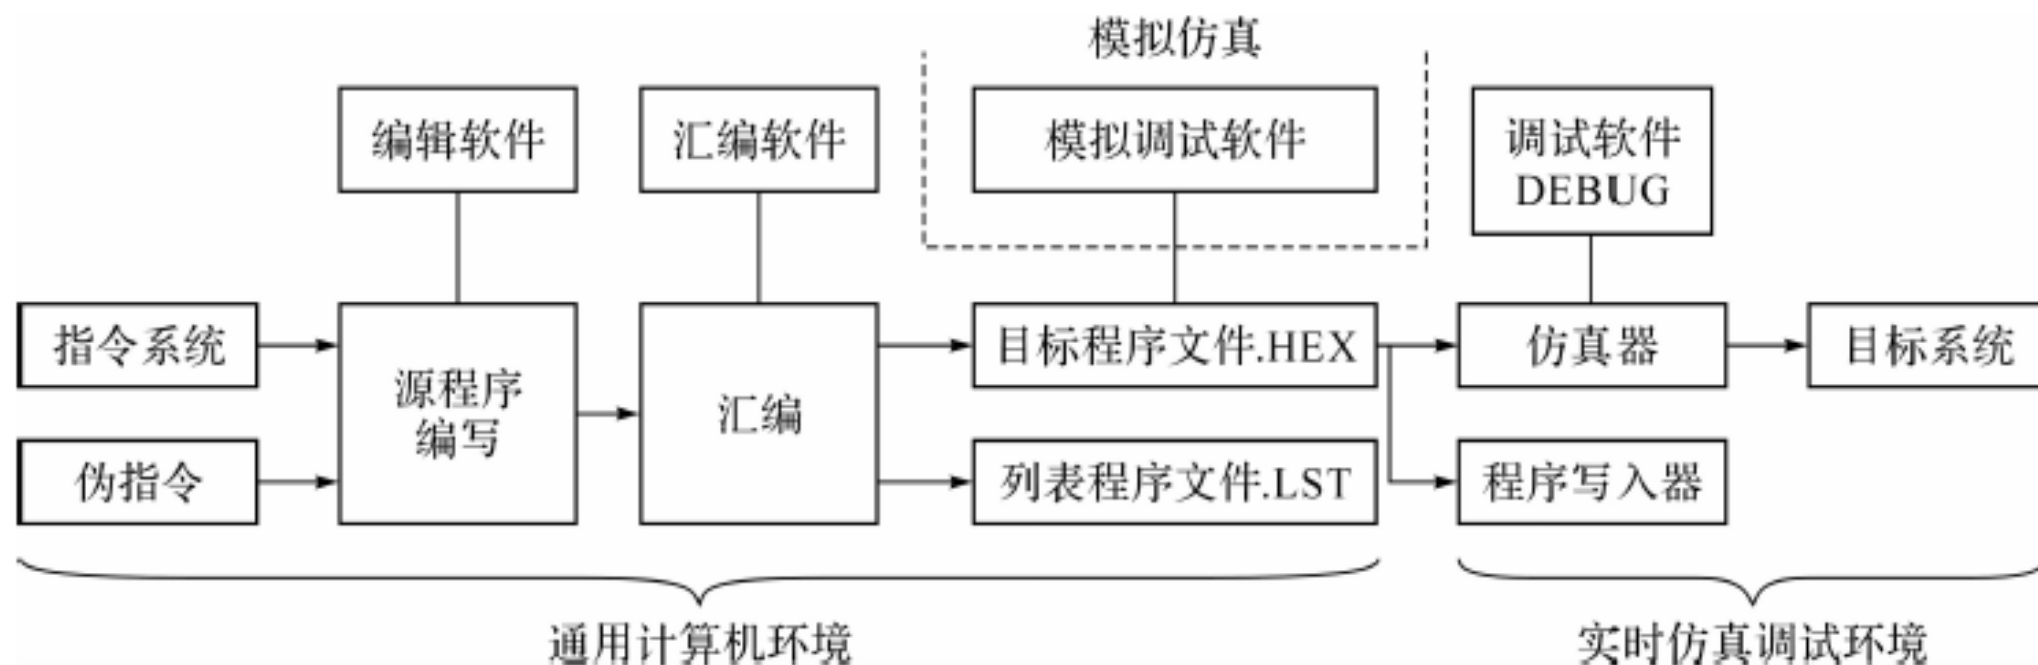 模拟仿真
编辑软件
汇编软件
模拟调试软件
调试软件
DEBUG
指令系统
伪指令
源程序
编写
汇编
目标程序文件.HEX
列表程序文件.LST
仿真器
程序写入器
目标系统
通用计算机环境
实时仿真调试环境